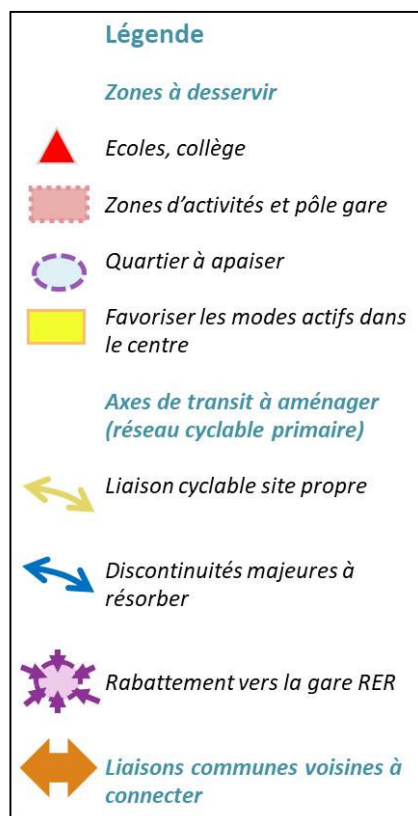 Légende
Zones à desservir
Ecoles, collège
Zones d'activités et pôle gare
Quartier à apaiser
Favoriser les modes actifs dans
le centre
Axes de transit à aménager
(réseau cyclable primaire)
Liaison cyclable site propre
Discontinuités majeures à
résorber
Rabattement vers la gare RER
Liaisons communes voisines à
connecter